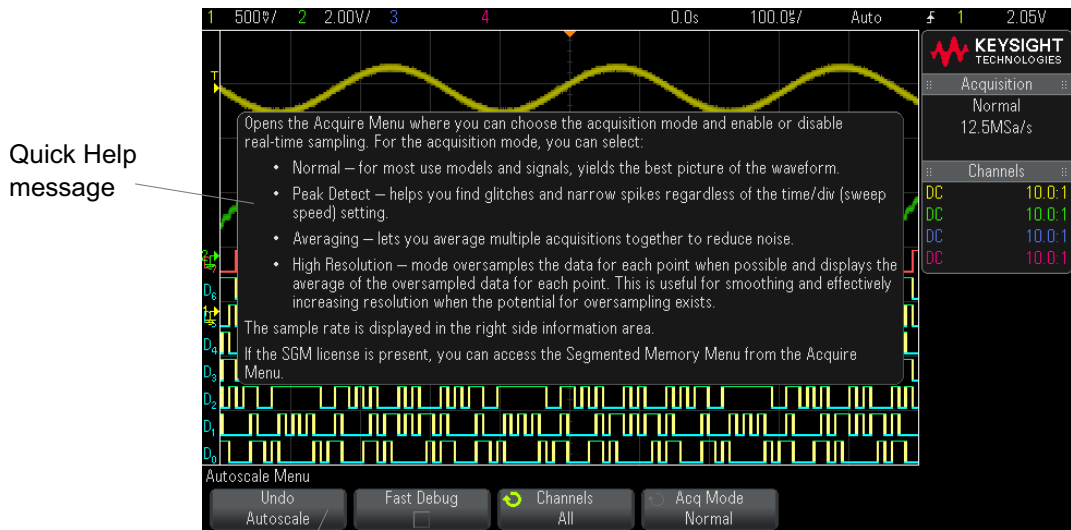 1 500㎷/ 2 2.00V/ 3 4 0.0s 100.0㎲/ Auto 1 2.05V
KEYSIGHT
TECHNOLOGIES
Acquisition
Normal
12.5MSa/s
Channels
DC 10.0:1
DC 10.0:1
DC 10.0:1
DC 10.0:1
T
Quick Help
message
Opens the Acquire Menu where you can choose the acquisition mode and enable or disable
real-time sampling. For the acquisition mode, you can select:
• Normal – for most use models and signals, yields the best picture of the waveform.
• Peak Detect – helps you find glitches and narrow spikes regardless of the time/div (sweep
speed) setting.
• Averaging – lets you average multiple acquisitions together to reduce noise.
• High Resolution – mode oversamples the data for each point when possible and displays the
average of the oversampled data for each point. This is useful for smoothing and effectively
increasing resolution when the potential for oversampling exists.
The sample rate is displayed in the right side information area.
If the SGM license is present, you can access the Segmented Memory Menu from the Acquire
Menu.
D6
D4
D3
D2
D1
D0
Autoscale Menu
Undo
Autoscale
Fast Debug
Channels
All
Acq Mode
Normal